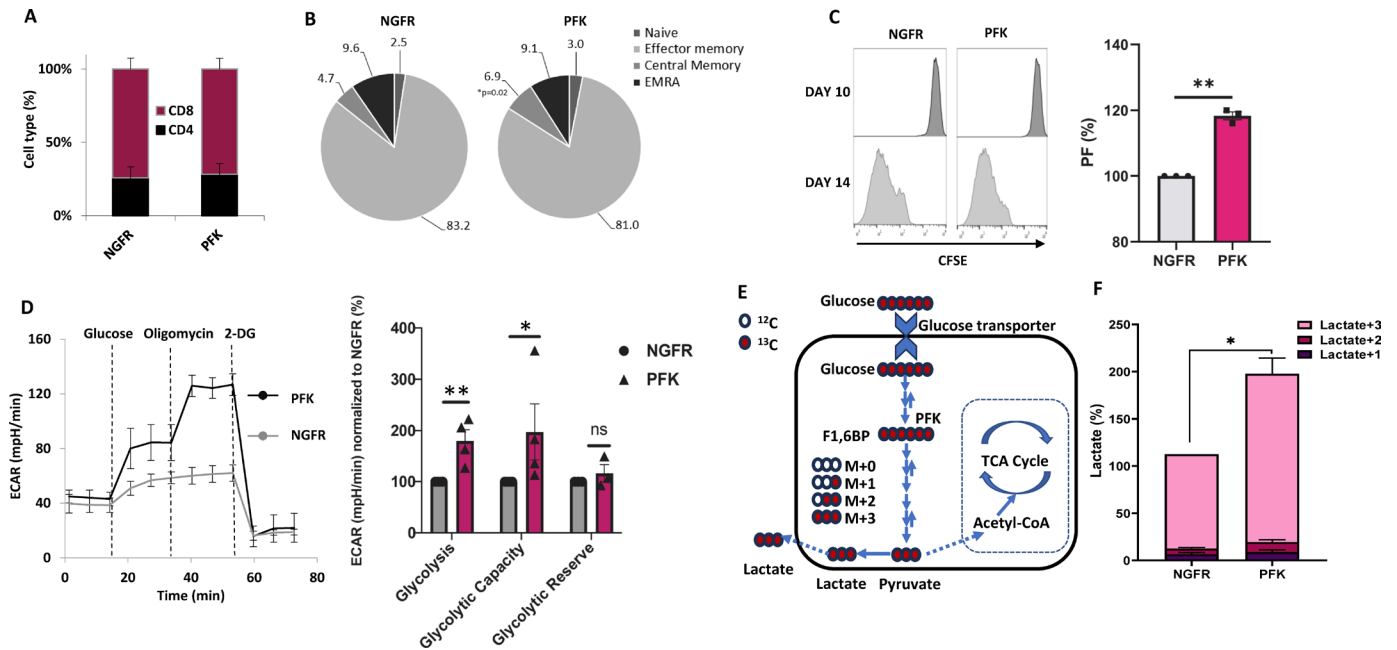 A
Cell type (%)
100%
50%
0%
CD8
CD4
NGFR
PFK
B
NGFR
PFK
9.6
2.5
4.7
83.2
9.1
3.0
6.9
*p=0.02
81.0
Naive
Effector memory
Central Memory
EMRA
C
NGFR
PFK
DAY 10
DAY 14
CFSE
PF (%)
140
120
100
80
**
NGFR
PFK
D
Glucose
Oligomycin
2-DG
ECAR (mpH/min)
160
120
80
40
0
PFK
NGFR
0
20
40
60
80
Time (min)
ECAR (mpH/min) normalized to NGFR (%)
400
300
200
100
0
**
*
ns
NGFR
PFK
Glycolysis
Glycolytic Capacity
Glycolytic Reserve
E
12C
13C
Glucose
Glucose transporter
Glucose
PFK
F1,6BP
M+0
M+1
M+2
M+3
TCA Cycle
Acetyl-CoA
Lactate
Lactate
Pyruvate
F
Lactate (%)
250
200
150
100
50
0
*
Lactate+3
Lactate+2
Lactate+1
NGFR
PFK